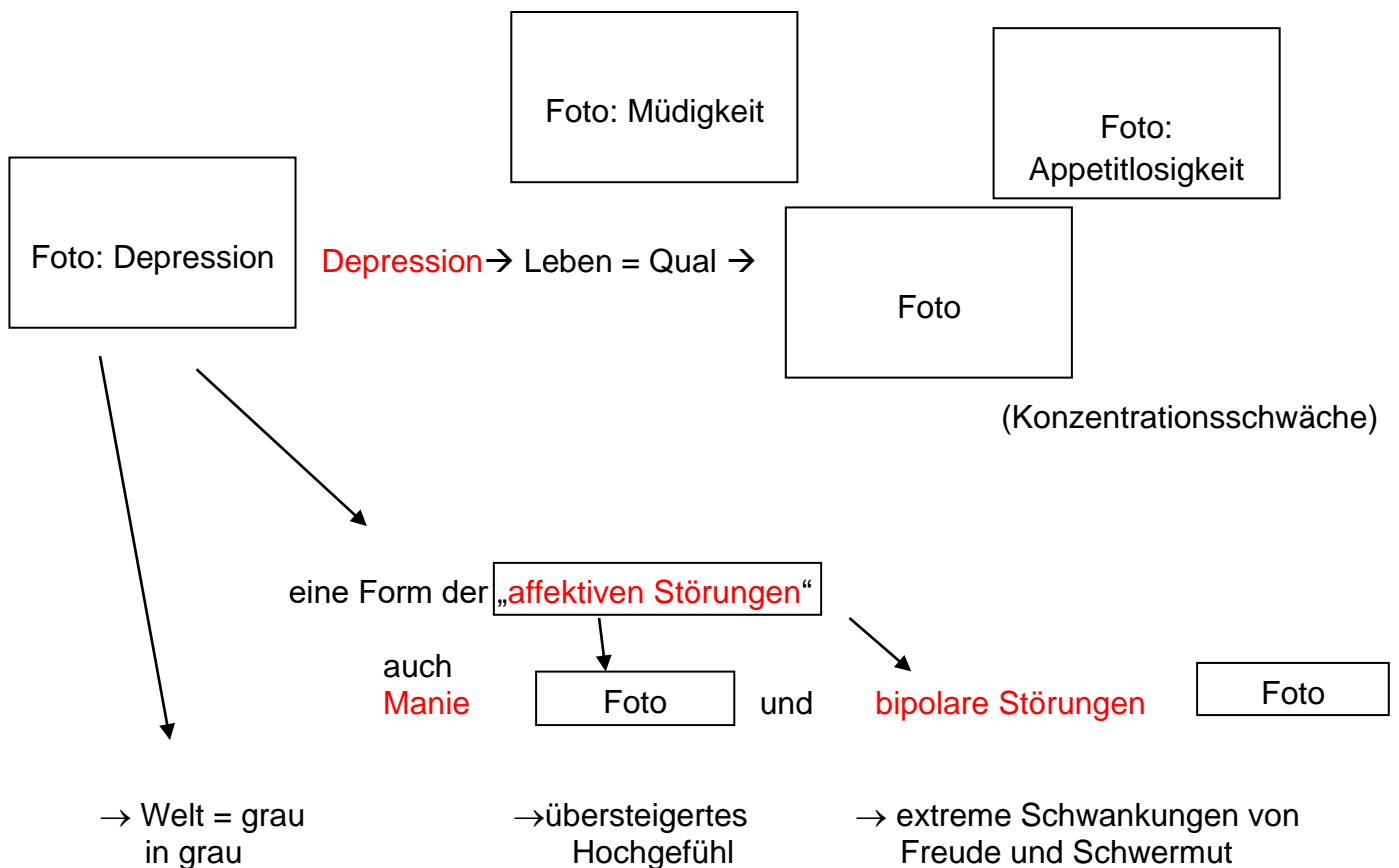 Foto: Müdigkeit
Foto:
Appetitlosigkeit
Foto: Depression
Depression→ Leben = Qual →
Foto
(Konzentrationsschwäche)
eine Form der „affektiven Störungen“
auch
Manie
Foto
und
bipolare Störungen
Foto
→ Welt = grau
in grau
→übersteigertes
Hochgefühl
→ extreme Schwankungen von
Freude und Schwermut